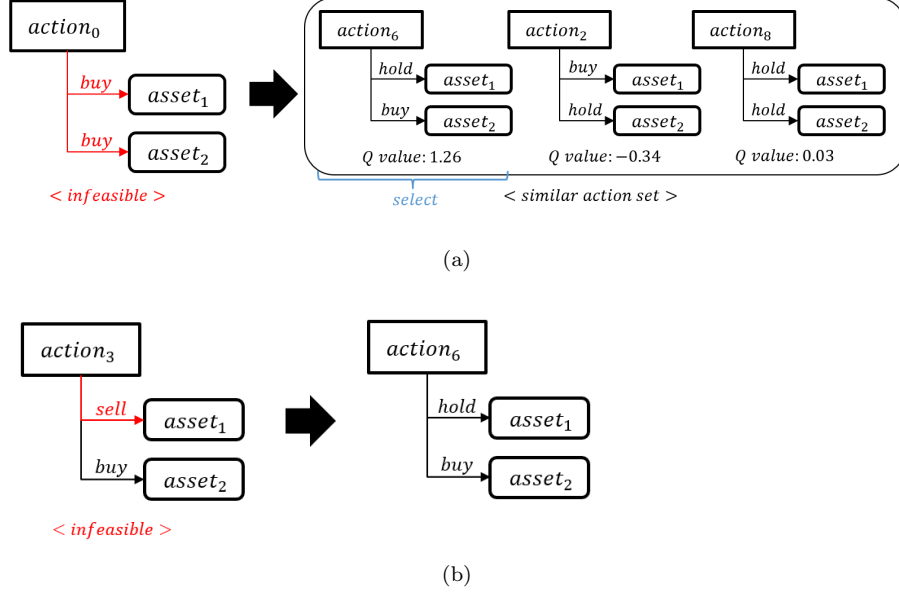 action₀
buy
asset₁
buy
asset₂
< infeasible >
action₆
hold
asset₁
buy
asset₂
Q value: 1.26
select
action₂
buy
asset₁
hold
asset₂
Q value: −0.34
action₈
hold
asset₁
hold
asset₂
Q value: 0.03
< similar action set >
(a)
action₃
sell
asset₁
buy
asset₂
< infeasible >
action₆
hold
asset₁
buy
asset₂
(b)